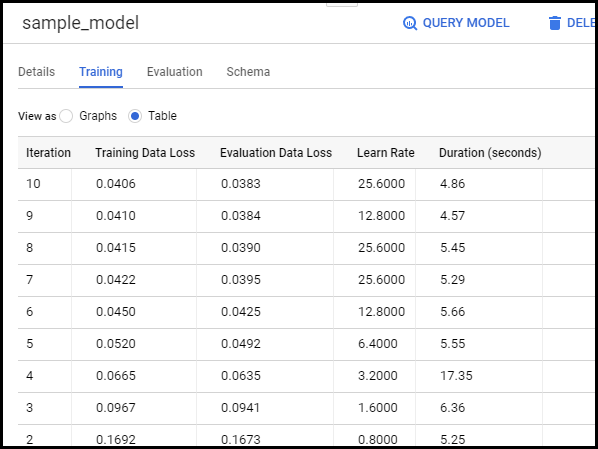 sample_model QUERY MODEL DELE
Details Training Evaluation Schema
View as Graphs Table
Iteration Training Data Loss Evaluation Data Loss Learn Rate Duration (seconds)
10 0.0406 0.0383 25.6000 4.86
9 0.0410 0.0384 12.8000 4.57
8 0.0415 0.0390 25.6000 5.45
7 0.0422 0.0395 25.6000 5.29
6 0.0450 0.0425 12.8000 5.66
5 0.0520 0.0492 6.4000 5.55
4 0.0665 0.0635 3.2000 17.35
3 0.0967 0.0941 1.6000 6.36
2 0.1692 0.1673 0.8000 5.25